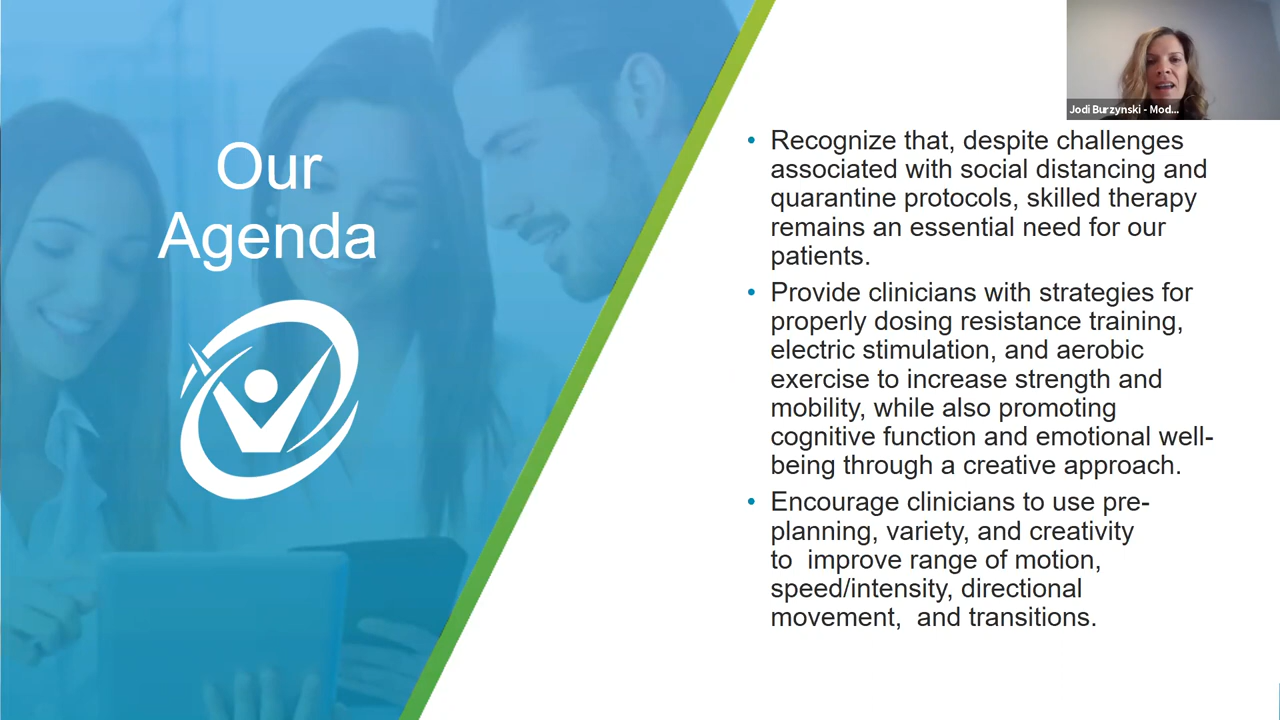 Our
Agenda
Jodi Burzynski - Mod...
• Recognize that, despite challenges
associated with social distancing and
quarantine protocols, skilled therapy
remains an essential need for our
patients.
• Provide clinicians with strategies for
properly dosing resistance training,
electric stimulation, and aerobic
exercise to increase strength and
mobility, while also promoting
cognitive function and emotional well-
being through a creative approach.
• Encourage clinicians to use pre-
planning, variety, and creativity
to  improve range of motion,
speed/intensity, directional
movement,  and transitions.